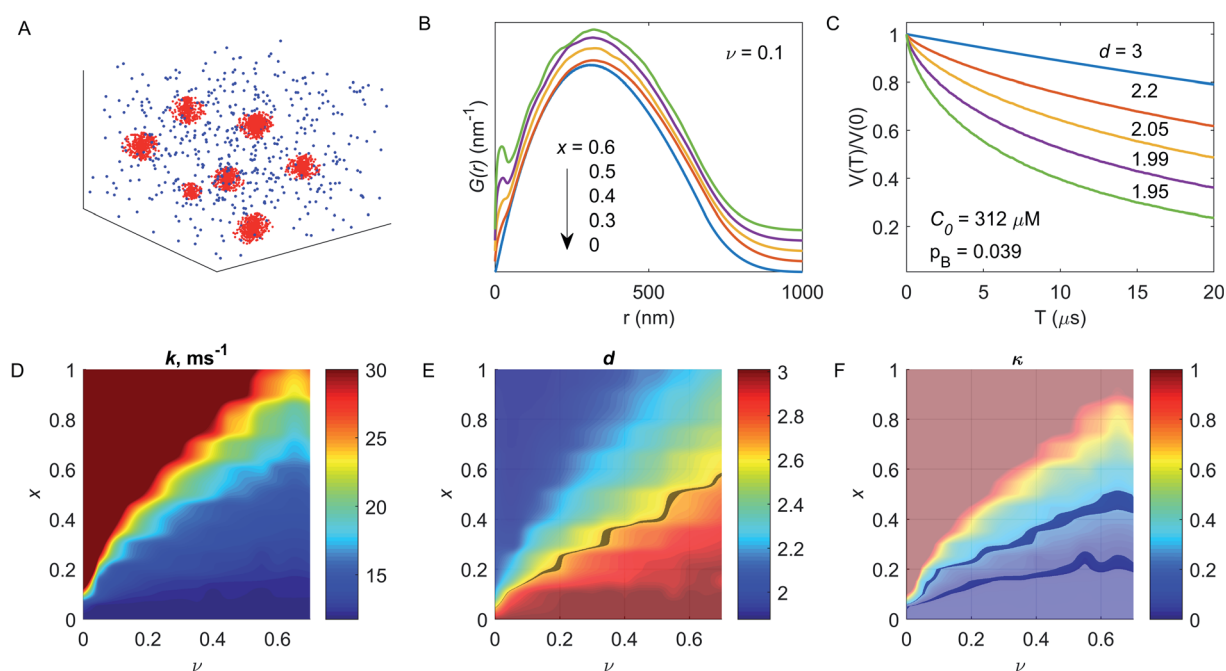 A
B
G(r) (nm⁻¹)
ν = 0.1
x = 0.6
0.5
0.4
0.3
0
0 500 1000
r (nm)
C
V(T)/V(0)
1
0.8
0.6
0.4
0.2
d = 3
2.2
2.05
1.99
1.95
C₀ = 312 μM
p_B = 0.039
0 5 10 15 20
T (μs)
D
k, ms⁻¹
x
1
0.8
0.6
0.4
0.2
0
0 0.2 0.4 0.6
ν
30
25
20
15
E
d
x
1
0.8
0.6
0.4
0.2
0
0 0.2 0.4 0.6
ν
3
2.8
2.6
2.4
2.2
2
F
κ
x
1
0.8
0.6
0.4
0.2
0
0 0.2 0.4 0.6
ν
1
0.8
0.6
0.4
0.2
0